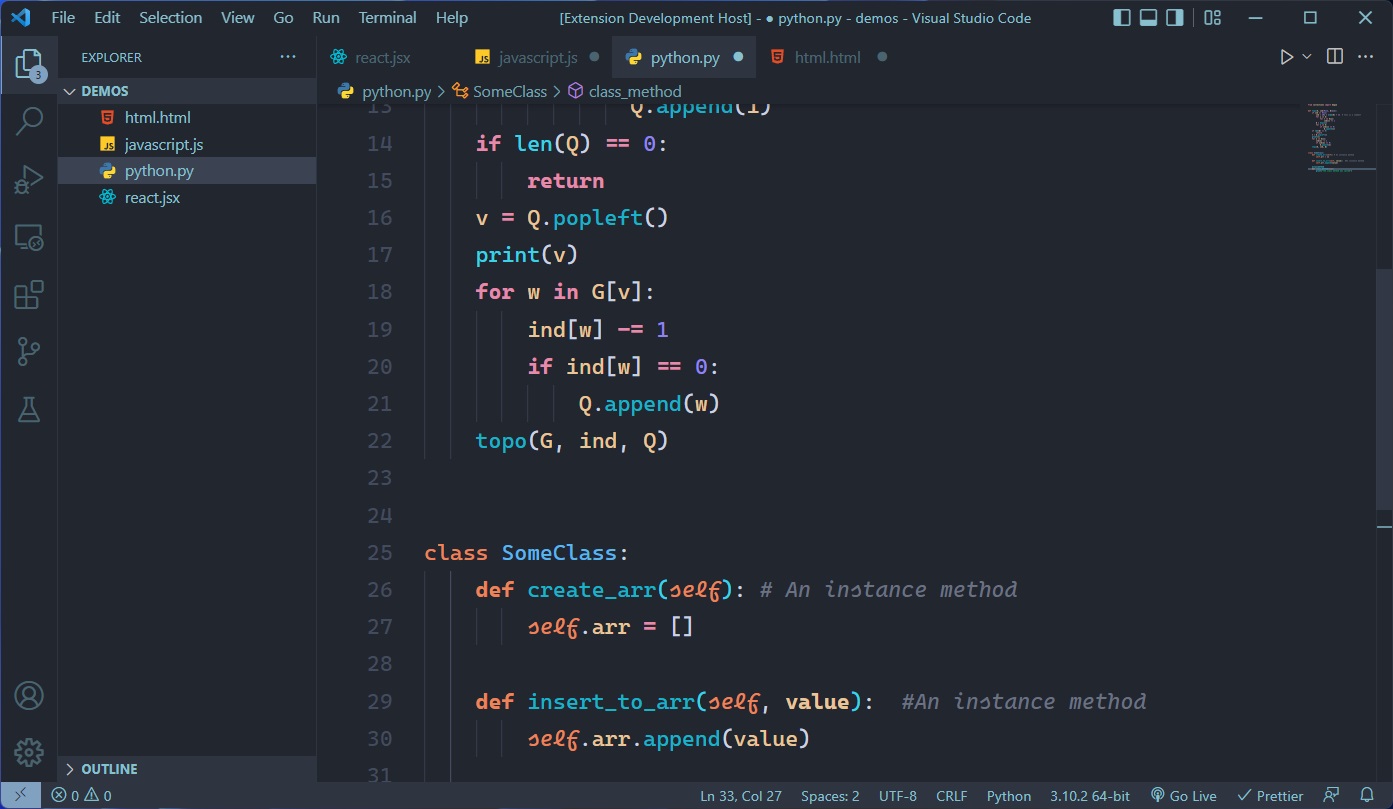 File Edit Selection View Go Run Terminal Help [Extension Development Host] - ● python.py - demos - Visual Studio Code
EXPLORER ··· react.jsx JS javascript.js ● python.py ● html.html ● ···
3
DEMOS python.py > SomeClass > class_method
html.html
JS javascript.js
python.py
react.jsx
13 Q.append(i)
14 if len(Q) == 0:
15 return
16 v = Q.popleft()
17 print(v)
18 for w in G[v]:
19 ind[w] -= 1
20 if ind[w] == 0:
21 Q.append(w)
22 topo(G, ind, Q)
23
24
25 class SomeClass:
26 def create_arr(self): # An instance method
27 self.arr = []
28
29 def insert_to_arr(self, value):  #An instance method
30 self.arr.append(value)
31
OUTLINE
0 0 Ln 33, Col 27 Spaces: 2 UTF-8 CRLF Python 3.10.2 64-bit Go Live Prettier